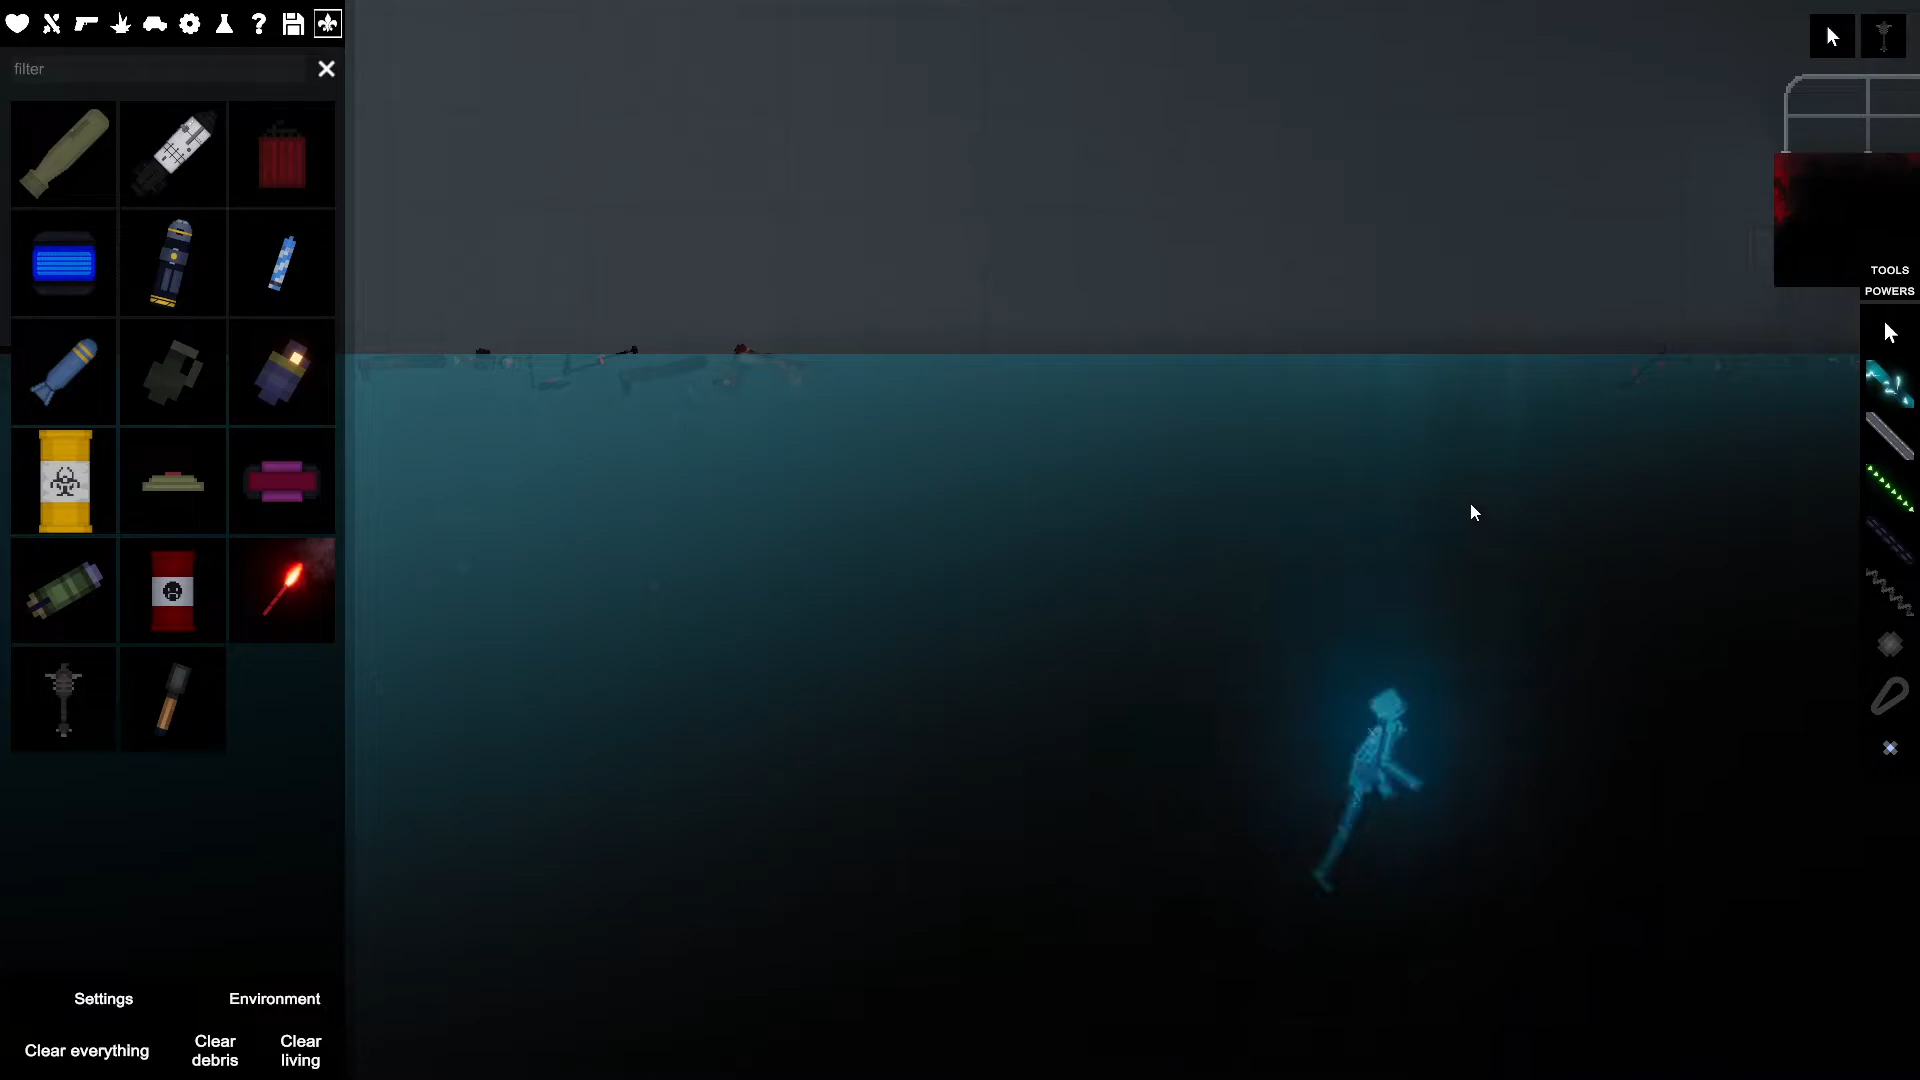 filter
TOOLS
POWERS
Settings
Environment
Clear everything
Clear
debris
Clear
living